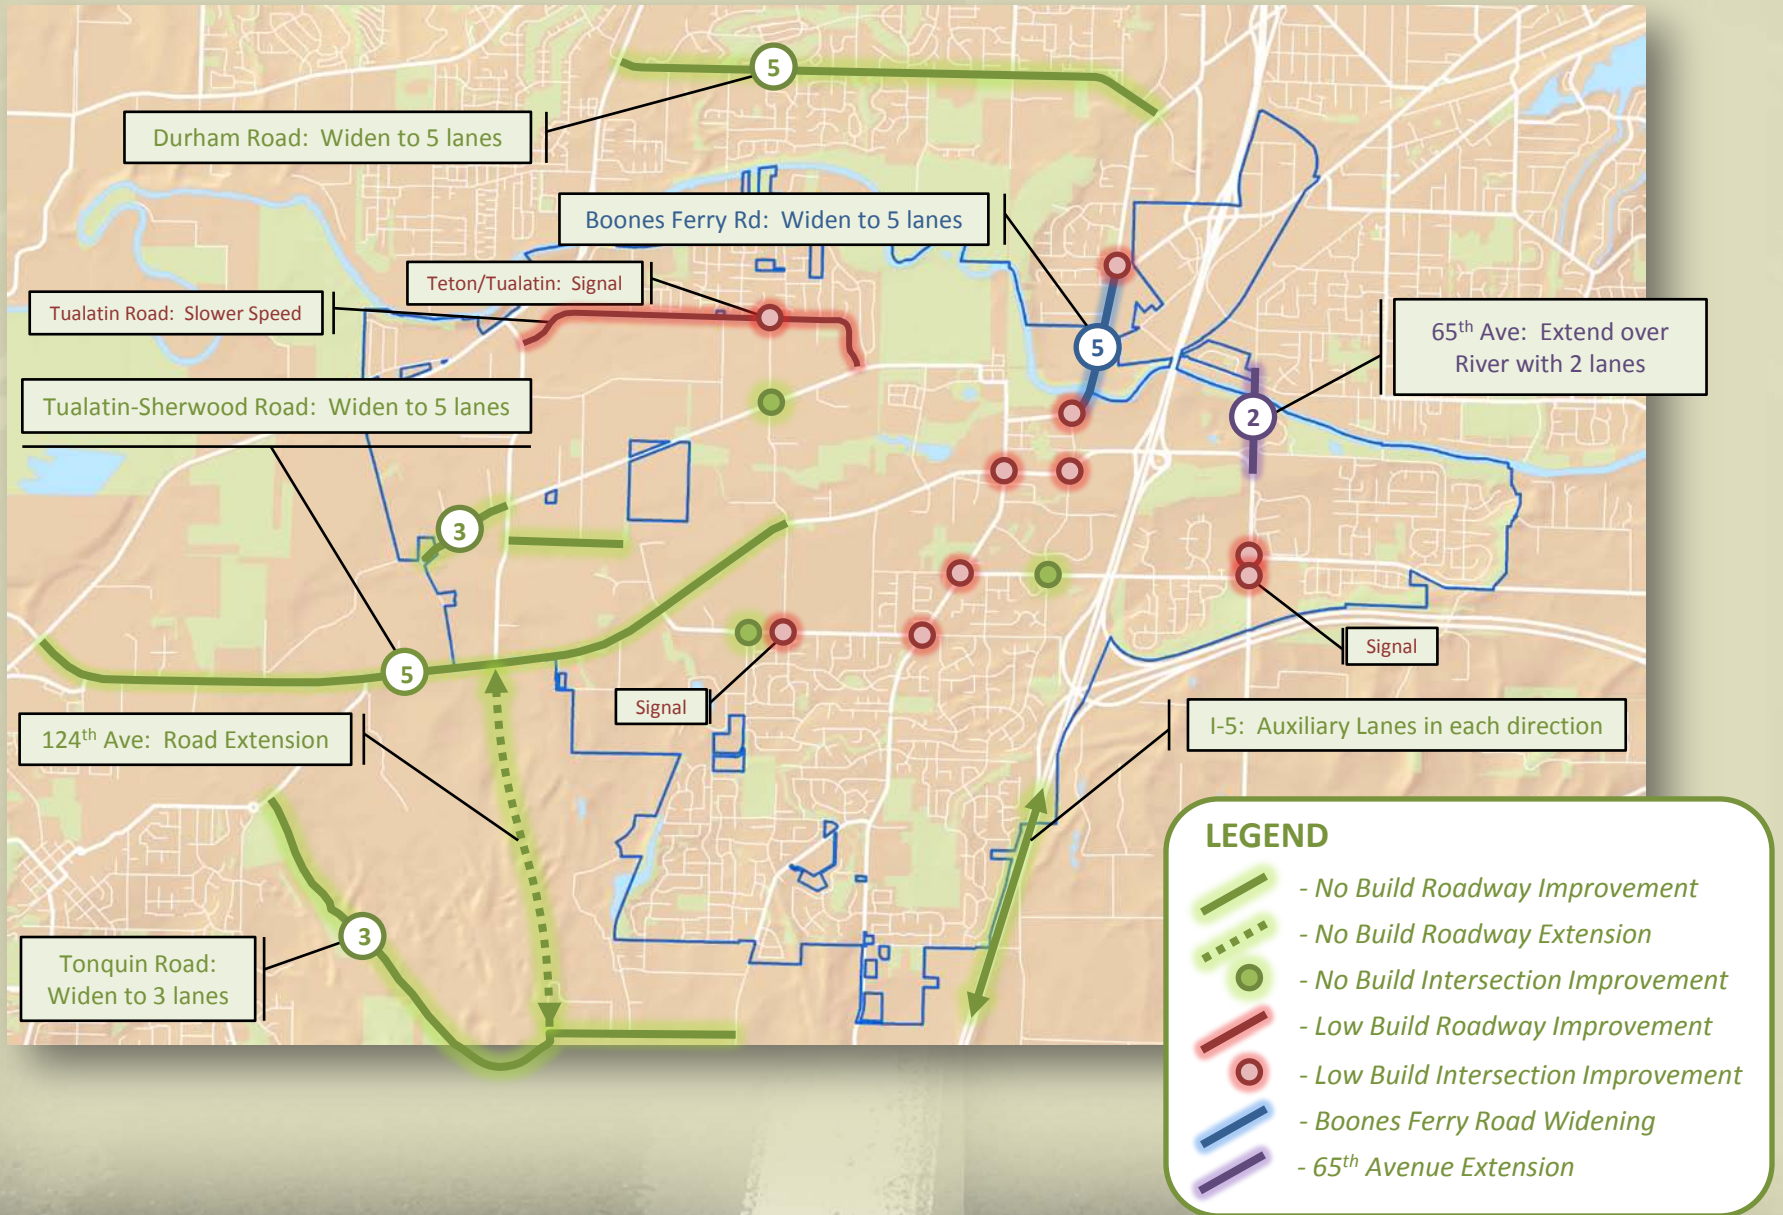 5
Durham Road: Widen to 5 lanes
Boones Ferry Rd: Widen to 5 lanes
Teton/Tualatin: Signal
Tualatin Road: Slower Speed
5
65th Ave: Extend over
River with 2 lanes
Tualatin-Sherwood Road: Widen to 5 lanes
2
3
Signal
5
Signal
124th Ave: Road Extension
I-5: Auxiliary Lanes in each direction
3
Tonquin Road:
Widen to 3 lanes
LEGEND
- No Build Roadway Improvement
- No Build Roadway Extension
- No Build Intersection Improvement
- Low Build Roadway Improvement
- Low Build Intersection Improvement
- Boones Ferry Road Widening
- 65th Avenue Extension